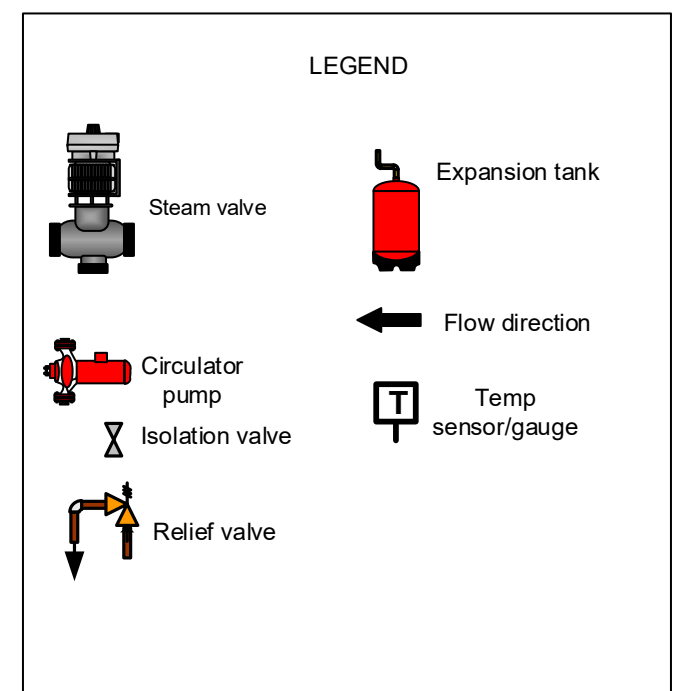 LEGEND
Steam valve
Expansion tank
Flow direction
Circulator
pump
T
Temp
sensor/gauge
Isolation valve
Relief valve